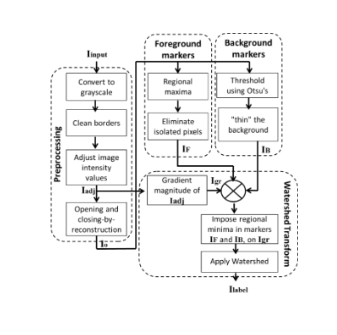 Foreground
markers
Background
markers
Iinput
Preprocessing
Convert to
grayscale
Clean borders
Adjust image
intensity
values
Iadj
Opening and
closing-by-
reconstruction
Io
Regional
maxima
Eliminate
isolated pixels
IF
Threshold
using Otsu's
"thin" the
background
IB
Gradient
magnitude of
Iadj
Igr
Watershed Transform
Impose regional
minima in markers
IF and IB, on Igr
Apply Watershed
Ilabel